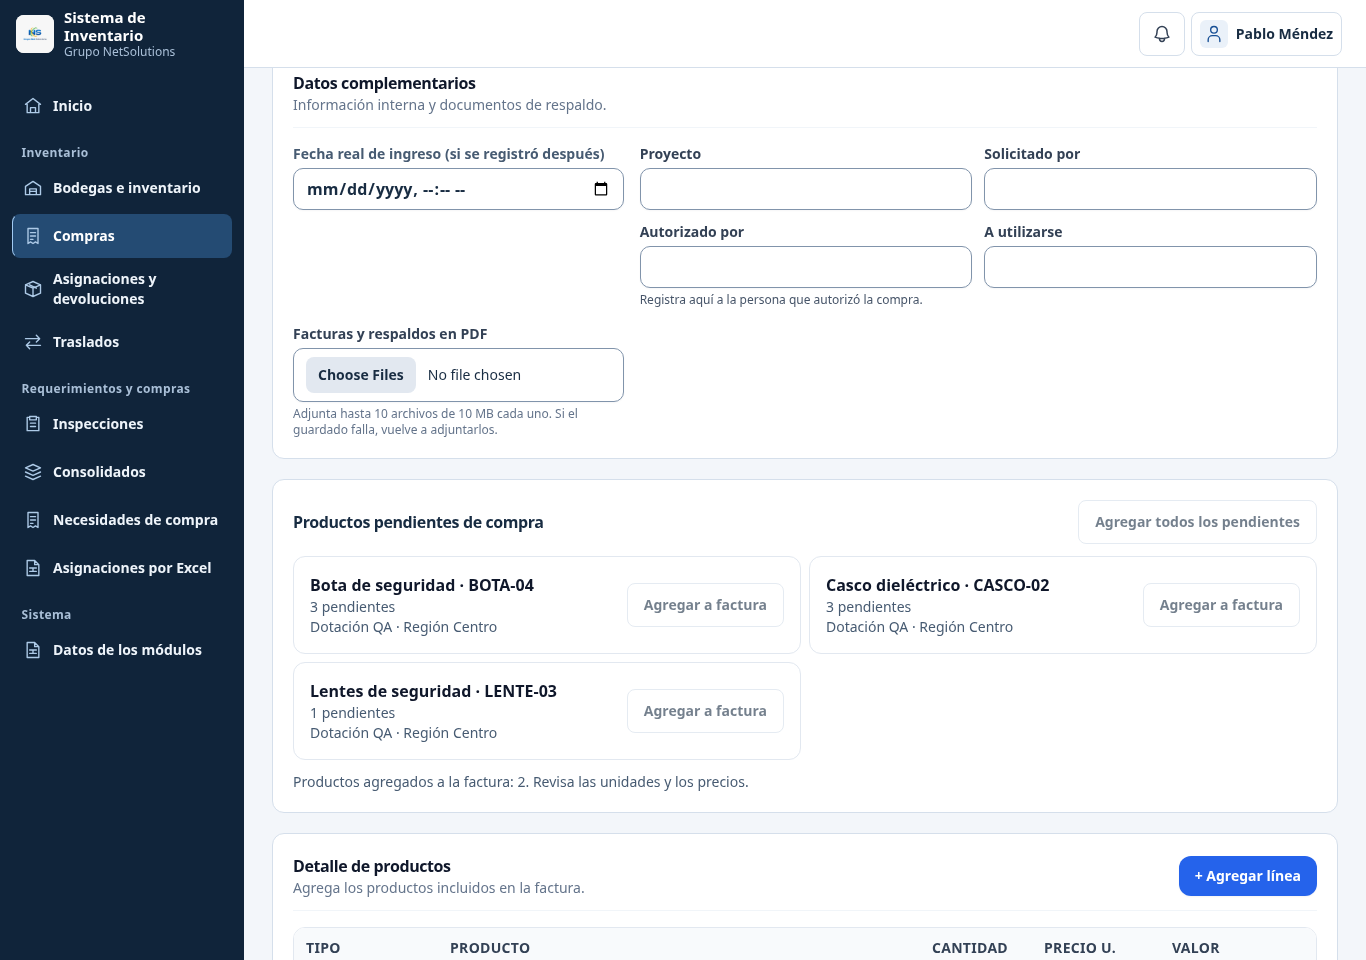 Sistema de
Inventario
Grupo NetSolutions
Inicio
Inventario
Bodegas e inventario
Compras
Asignaciones y
devoluciones
Traslados
Requerimientos y compras
Inspecciones
Consolidados
Necesidades de compra
Asignaciones por Excel
Sistema
Datos de los módulos
Pablo Méndez
Datos complementarios
Información interna y documentos de respaldo.
Fecha real de ingreso (si se registró después)
mm/dd/yyyy, --:-- --
Proyecto
Solicitado por
Autorizado por
A utilizarse
Registra aquí a la persona que autorizó la compra.
Facturas y respaldos en PDF
Choose Files No file chosen
Adjunta hasta 10 archivos de 10 MB cada uno. Si el
guardado falla, vuelve a adjuntarlos.
Productos pendientes de compra
Agregar todos los pendientes
Bota de seguridad · BOTA-04
3 pendientes
Dotación QA · Región Centro
Agregar a factura
Casco dieléctrico · CASCO-02
3 pendientes
Dotación QA · Región Centro
Agregar a factura
Lentes de seguridad · LENTE-03
1 pendientes
Dotación QA · Región Centro
Agregar a factura
Productos agregados a la factura: 2. Revisa las unidades y los precios.
Detalle de productos
Agrega los productos incluidos en la factura.
+ Agregar línea
TIPO PRODUCTO CANTIDAD PRECIO U. VALOR